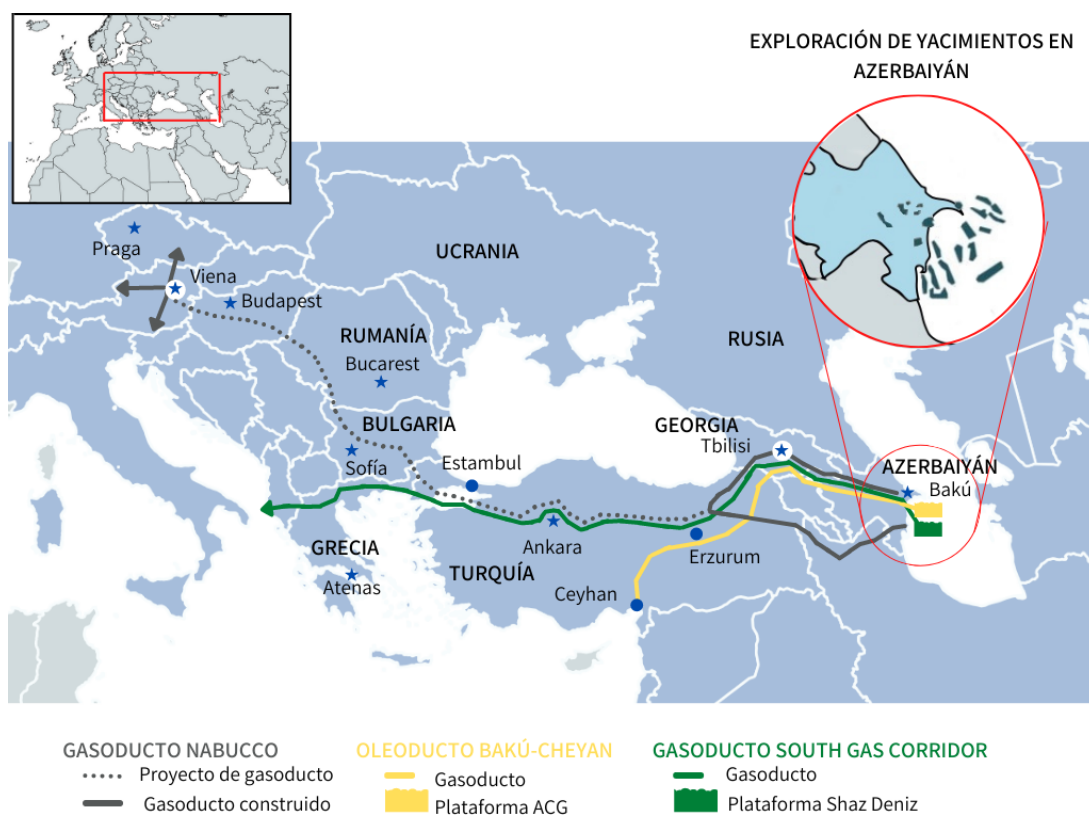 EXPLORACIÓN DE YACIMIENTOS EN
AZERBAIYÁN
Praga
Viena
Budapest
UCRANIA
RUMANÍA
Bucarest
RUSIA
BULGARIA
Sofía
Estambul
GEORGIA
Tbilisi
AZERBAIYÁN
Bakú
GRECIA
Atenas
Ankara
TURQUÍA
Erzurum
Ceyhan
GASODUCTO NABUCCO
Proyecto de gasoducto
Gasoducto construido
OLEODUCTO BAKÚ-CHEYAN
Gasoducto
Plataforma ACG
GASODUCTO SOUTH GAS CORRIDOR
Gasoducto
Plataforma Shaz Deniz